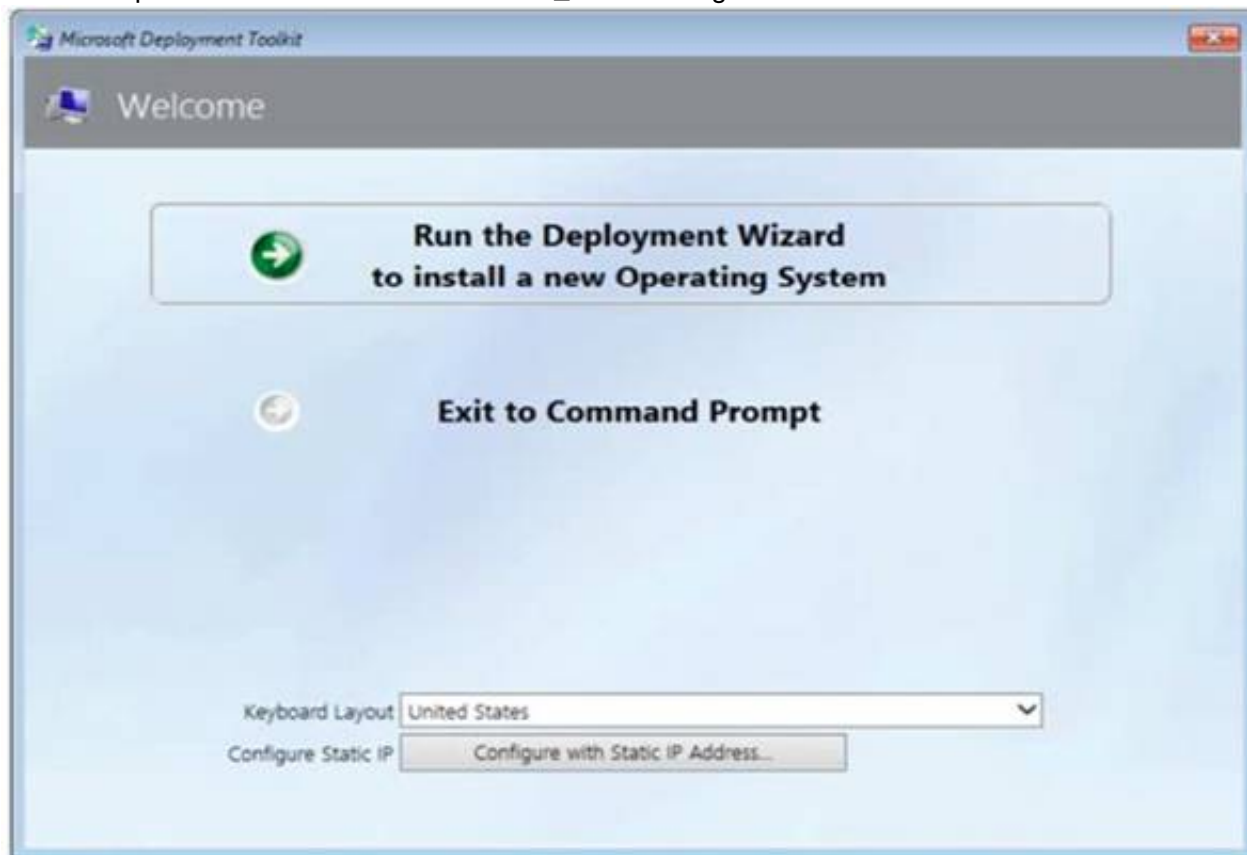 Microsoft Deployment Toolkit
Welcome
Run the Deployment Wizard
to install a new Operating System
Exit to Command Prompt
Keyboard Layout United States
Configure Static IP Configure with Static IP Address...